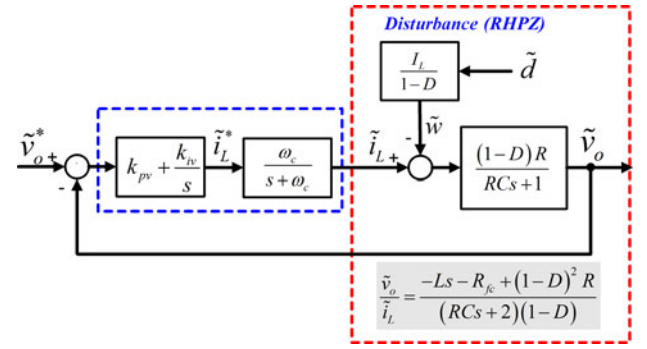 Disturbance (RHPZ)
I_L / (1-D)
d̃
- w̃
ṽ_o^* +
-
k_pv + k_iv / s
ĩ_L^*
ω_c / (s + ω_c)
ĩ_L +
(1-D) R / (RCs + 1)
ṽ_o
ṽ_o / ĩ_L = (-Ls - R_fc + (1-D)^2 R) / ((RCs + 2)(1-D))